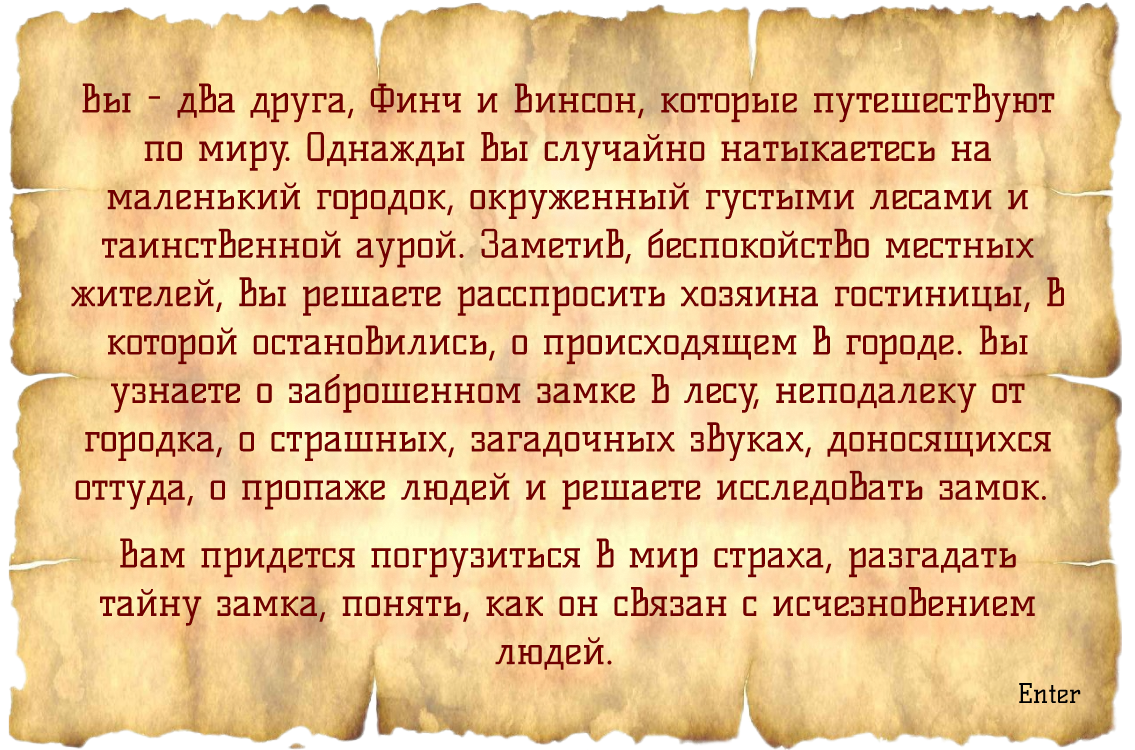 Вы - два друга, Финч и Винсон, которые путешествуют
по миру. Однажды вы случайно натыкаетесь на
маленький городок, окруженный густыми лесами и
таинственной аурой. Заметив, беспокойство местных
жителей, вы решаете расспросить хозяина гостиницы, в
которой остановились, о происходящем в городе. Вы
узнаете о заброшенном замке в лесу, неподалеку от
городка, о страшных, загадочных звуках, доносящихся
оттуда, о пропаже людей и решаете исследовать замок.
Вам придется погрузиться в мир страха, разгадать
тайну замка, понять, как он связан с исчезновением
людей.
Enter